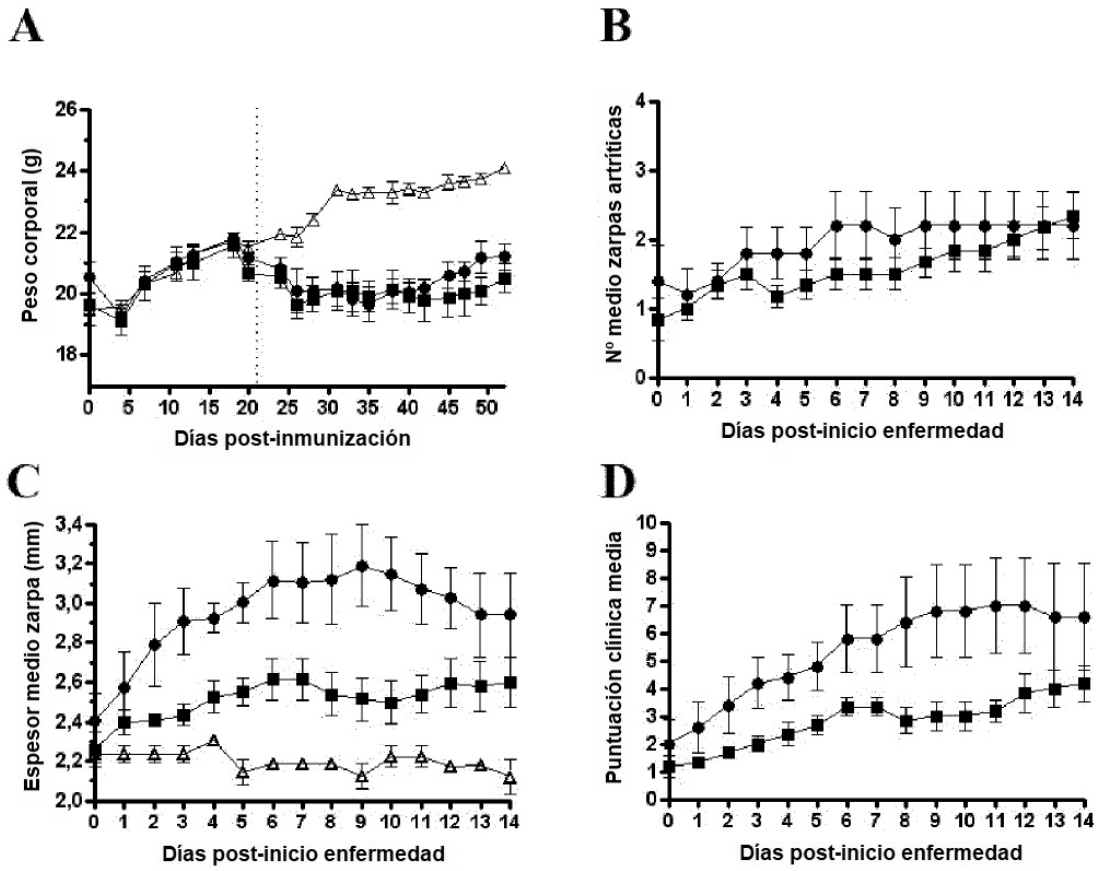 A
Peso corporal (g)
26
24
22
20
18
0 5 10 15 20 25 30 35 40 45 50
Días post-inmunización
B
Nº medio zarpas artríticas
4
3
2
1
0
0 1 2 3 4 5 6 7 8 9 10 11 12 13 14
Días post-inicio enfermedad
C
Espesor medio zarpa (mm)
3,4
3,2
3,0
2,8
2,6
2,4
2,2
2,0
0 1 2 3 4 5 6 7 8 9 10 11 12 13 14
Días post-inicio enfermedad
D
Puntuación clínica media
10
9
8
7
6
5
4
3
2
1
0
0 1 2 3 4 5 6 7 8 9 10 11 12 13 14
Días post-inicio enfermedad